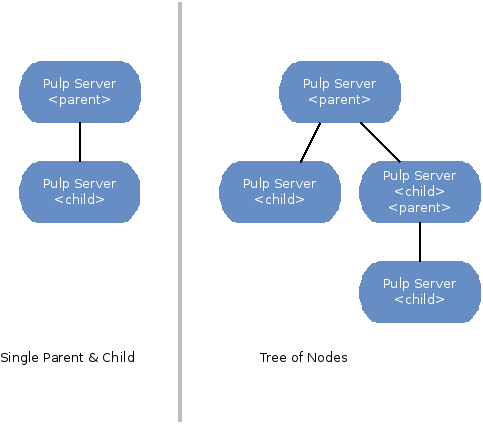 Pulp Server
<parent>
Pulp Server
<child>
Single Parent & Child
Pulp Server
<parent>
Pulp Server
<child>
Pulp Server
<child>
<parent>
Pulp Server
<child>
Tree of Nodes